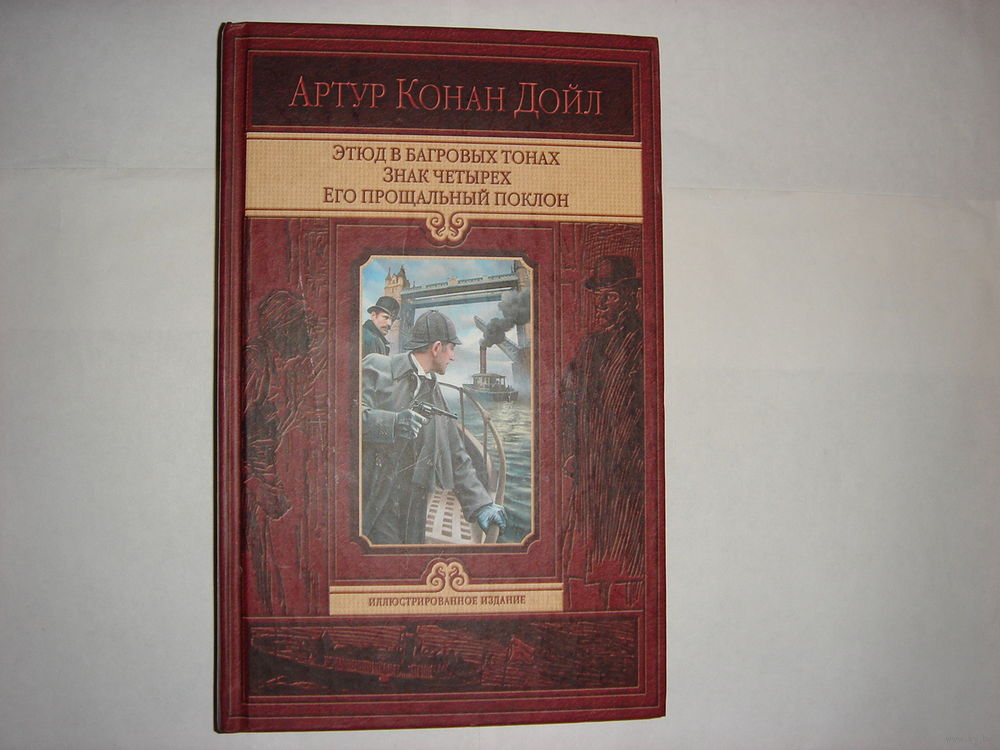 АРТУР КОНАН ДОЙЛ
ЭТЮД В БАГРОВЫХ ТОНАХ
ЗНАК ЧЕТЫРЕХ
ЕГО ПРОЩАЛЬНЫЙ ПОКЛОН
ИЛЛЮСТРИРОВАННОЕ ИЗДАНИЕ